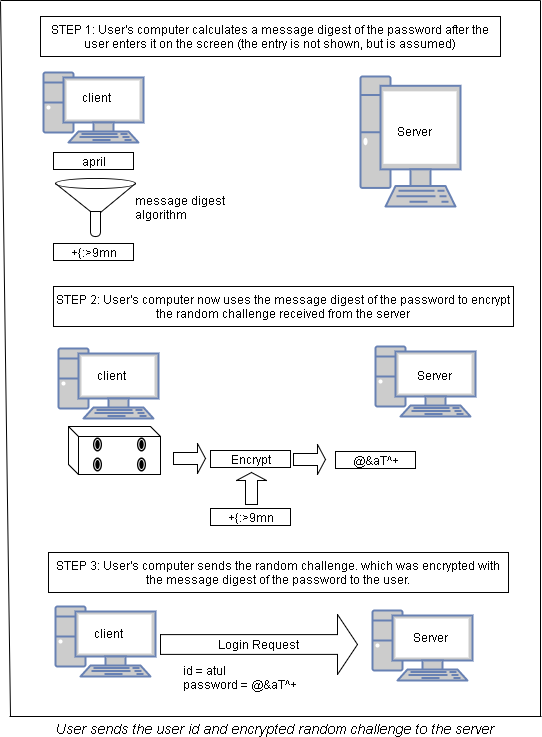 STEP 1: User's computer calculates a message digest of the password after the
user enters it on the screen (the entry is not shown, but is assumed)
client
Server
april
message digest
algorithm
+{:>9mn
STEP 2: User's computer now uses the message digest of the password to encrypt
the random challenge received from the server
client
Server
Encrypt
@&aT^+
+{:>9mn
STEP 3: User's computer sends the random challenge. which was encrypted with
the message digest of the password to the user.
client
Server
Login Request
id = atul
password = @&aT^+
User sends the user id and encrypted random challenge to the server